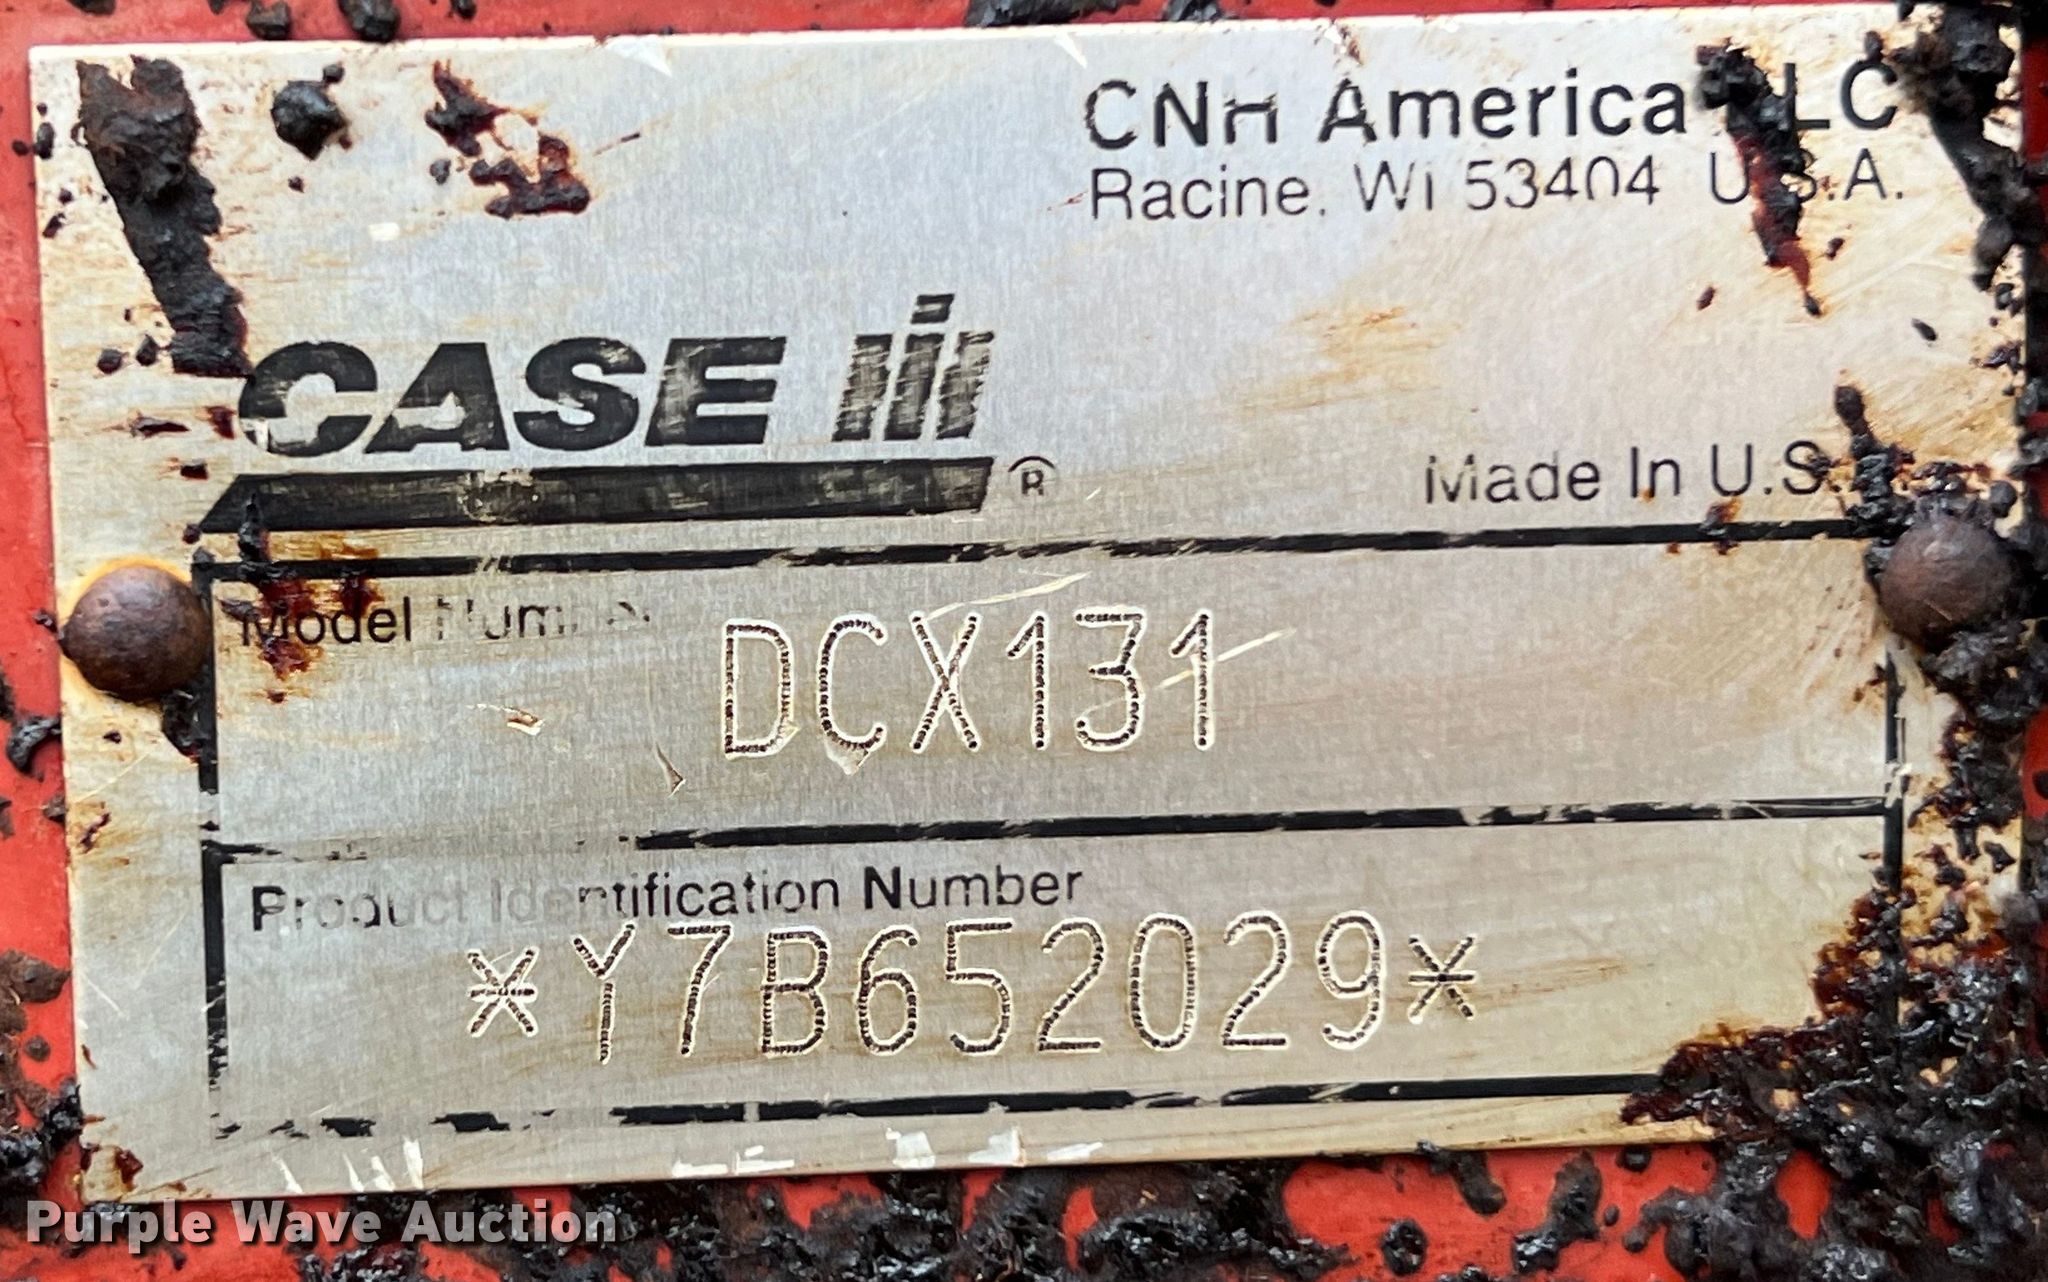 CNH America LLC
Racine, Wi 53404 U.S.A.
CASE IH
®
Made In U.S.A.
Model Number
DCX131
Product Identification Number
*Y7B652029*
Purple Wave Auction